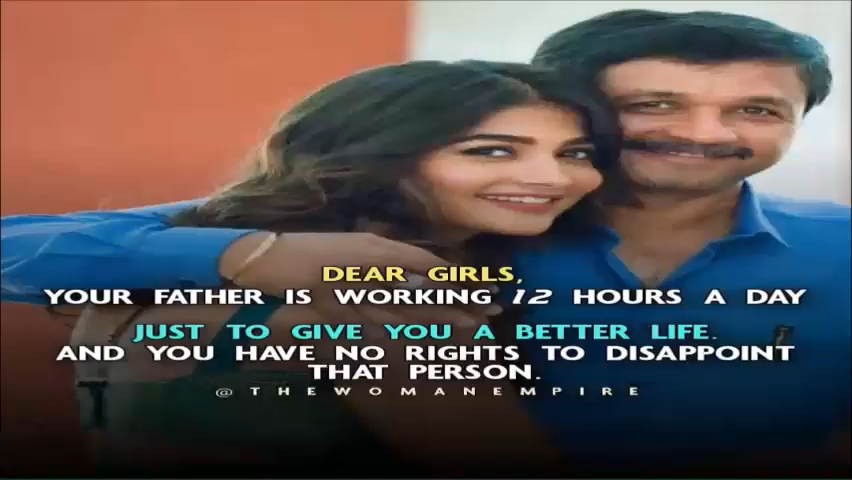 DEAR GIRLS,
YOUR FATHER IS WORKING 12 HOURS A DAY
JUST TO GIVE YOU A BETTER LIFE.
AND YOU HAVE NO RIGHTS TO DISAPPOINT
THAT PERSON.
@THEWOMANEMPIRE